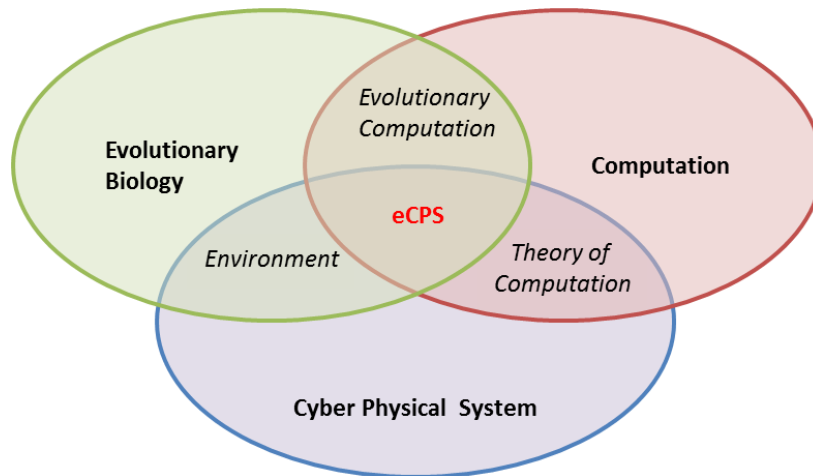 Evolutionary
Computation
Evolutionary
Biology
Computation
eCPS
Environment
Theory of
Computation
Cyber Physical System